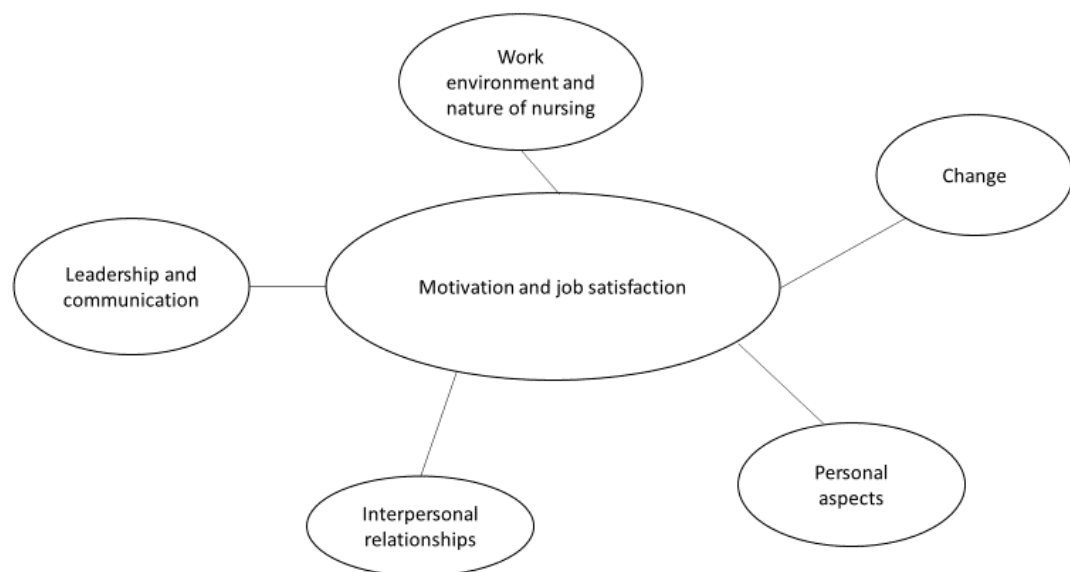 Work
environment and
nature of nursing
Change
Leadership and
communication
Motivation and job satisfaction
Personal
aspects
Interpersonal
relationships